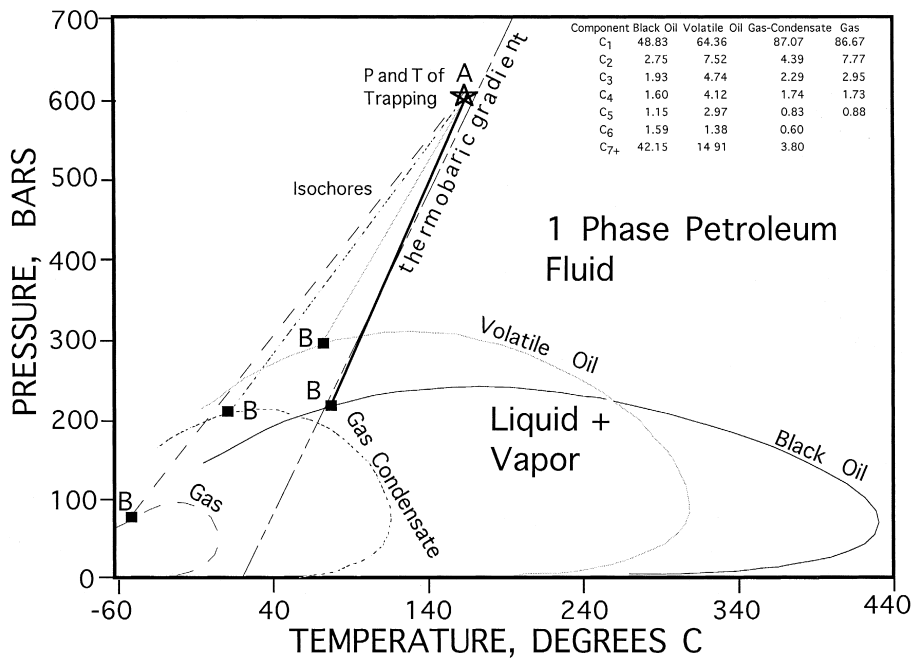 700
600
500
400
300
200
100
0
PRESSURE, BARS
-60 40 140 240 340 440
TEMPERATURE, DEGREES C
P and T of
Trapping
A
thermobaric gradient
Isochores
Component Black Oil Volatile Oil Gas-Condensate Gas
C1 48.83 64.36 87.07 86.67
C2 2.75 7.52 4.39 7.77
C3 1.93 4.74 2.29 2.95
C4 1.60 4.12 1.74 1.73
C5 1.15 2.97 0.83 0.88
C6 1.59 1.38 0.60
C7+ 42.15 14 91 3.80
1 Phase Petroleum
Fluid
B
Volatile Oil
B
B
Liquid +
Vapor
Gas Condensate
Black Oil
B
Gas